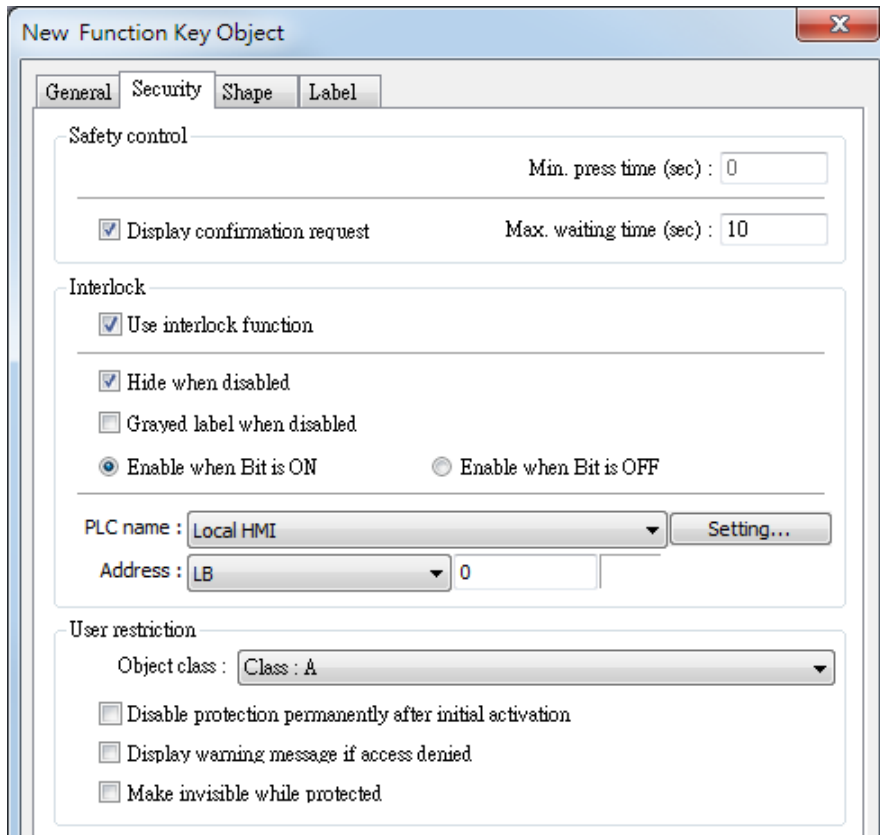 New Function Key Object
General Security Shape Label
Safety control
Min. press time (sec) : 0
Display confirmation request Max. waiting time (sec) : 10
Interlock
Use interlock function
Hide when disabled
Grayed label when disabled
Enable when Bit is ON Enable when Bit is OFF
PLC name : Local HMI Setting...
Address : LB 0
User restriction
Object class : Class : A
Disable protection permanently after initial activation
Display warning message if access denied
Make invisible while protected